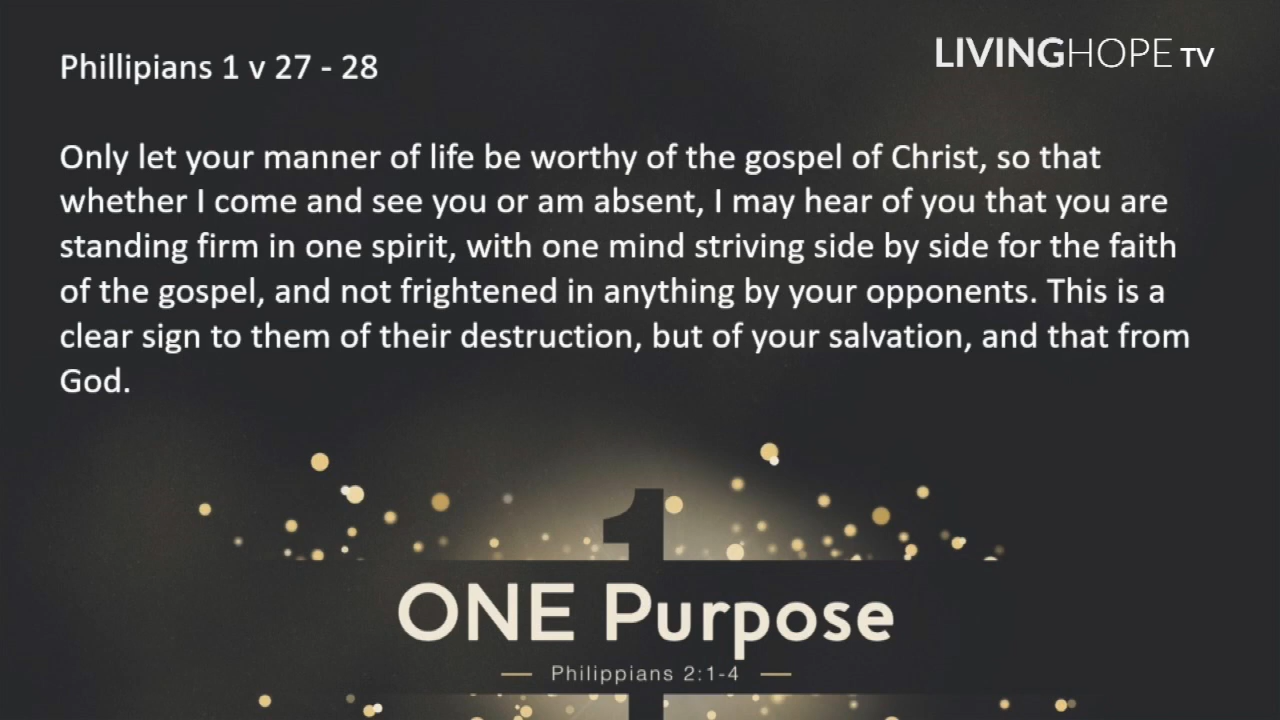 Phillipians 1 v 27 - 28
LIVINGHOPE TV
Only let your manner of life be worthy of the gospel of Christ, so that
whether I come and see you or am absent, I may hear of you that you are
standing firm in one spirit, with one mind striving side by side for the faith
of the gospel, and not frightened in anything by your opponents. This is a
clear sign to them of their destruction, but of your salvation, and that from
God.
1
ONE Purpose
Philippians 2:1-4